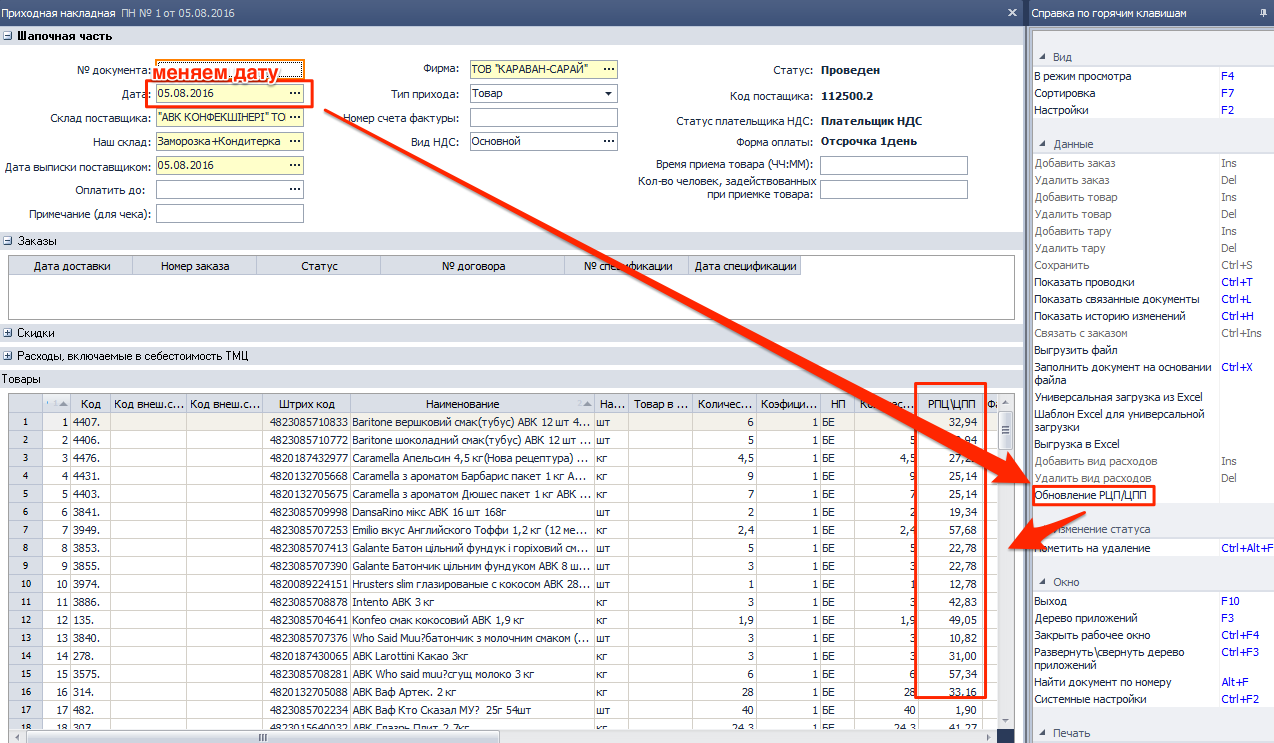 Приходная накладная ПН № 1 от 05.08.2016
Шапочная часть
№ документа:
меняем дату
Дата: 05.08.2016 ...
Склад поставщика: "АВК КОНФЕКШІНЕРІ" ТО ...
Наш склад: Заморозка+Кондитерка ...
Дата выписки поставщиком: 05.08.2016 ...
Оплатить до: ...
Примечание (для чека):
Фирма: ТОВ "КАРАВАН-САРАЙ" ...
Тип прихода: Товар
Номер счета фактуры:
Вид НДС: Основной ...
Статус: Проведен
Код постащика: 112500.2
Статус плательщика НДС: Плательщик НДС
Форма оплаты: Отсрочка 1день
Время приема товара (ЧЧ:ММ):
Кол-во человек, задействованных
при приемке товара:
Заказы
Дата доставки Номер заказа Статус № договора № спецификации Дата спецификации
Скидки
Расходы, включаемые в себестоимость ТМЦ
Товары
Код Код внеш.с... Код внеш.с... Штрих код Наименование На... Товар в ... Количес... Коэфици... НП РПЦ\ЦПП
1 1 4407. 4823085710833 Baritone вершковий смак(тубус) АВК 12 шт 4... шт 6 1 БЕ 32,94
2 2 4406. 4823085710772 Baritone шоколадний смак(тубус) АВК 12 шт ... шт 5 1 БЕ 5
3 3 4476. 4820187432977 Caramella Апельсин 4,5 кг(Нова рецептура) ... кг 4,5 1 БЕ 4,5
4 4 4431. 4820132705668 Caramella з ароматом Барбарис пакет 1 кг А... кг 9 1 БЕ 9 25,14
5 5 4403. 4820132705675 Caramella з ароматом Дюшес пакет 1 кг АВК ... кг 7 1 БЕ 7 25,14
6 6 3841. 4823085709998 DansaRino мікс АВК 16 шт 168г шт 2 1 БЕ 2 19,34
7 7 3949. 4823085707253 Emilio вкус Английского Тоффи 1,2 кг (12 ме... кг 2,4 1 БЕ 2,4 57,68
8 8 3853. 4823085707413 Galante Батон цільний фундук і горіховий см... шт 5 1 БЕ 5 22,78
9 9 3855. 4823085707390 Galante Батончик цільним фундуком АВК 8 ш... шт 3 1 БЕ 3 22,78
10 10 3974. 4820089224151 Hrusters slim глазированые с кокосом АВК 28... шт 1 1 БЕ 1 12,78
11 11 3886. 4823085708878 Intento АВК 3 кг кг 3 1 БЕ 3 42,83
12 12 135. 4823085704641 Konfeo смак кокосовий АВК 1,9 кг кг 1,9 1 БЕ 1,9 49,05
13 13 3840. 4823085707376 Who Said Muu?батончик з молочним смаком (... шт 3 1 БЕ 3 10,82
14 14 278. 4820187430065 АВК Larottini Какао 3кг кг 3 1 БЕ 3 31,00
15 15 3575. 4823085708281 АВК Who said muu?сгущ молоко 3 кг кг 6 1 БЕ 6 57,34
16 16 314. 4820132705088 АВК Ваф Артек. 2 кг кг 28 1 БЕ 28 33,16
17 17 482. 4823085702234 АВК Ваф Кто Сказал МУ? 25г 54шт шт 40 1 БЕ 40 1,90
18 18 307. 4823015640032 АВК Глазрь Плит 2,7кг кг 24,3 1 БЕ 24,3 41,27
Справка по горячим клавишам
Вид
В режим просмотра F4
Сортировка F7
Настройки F2
Данные
Добавить заказ Ins
Удалить заказ Del
Добавить товар Ins
Удалить товар Del
Добавить тару Ins
Удалить тару Del
Сохранить Ctrl+S
Показать проводки Ctrl+T
Показать связанные документы Ctrl+L
Показать историю изменений Ctrl+H
Связать с заказом Ctrl+Ins
Выгрузить файл
Заполнить документ на основании Ctrl+X
файла
Универсальная загрузка из Excel
Шаблон Excel для универсальной
загрузки
Выгрузка в Excel
Добавить вид расходов Ins
Удалить вид расходов Del
Обновление РЦП/ЦПП
Изменение статуса
Пометить на удаление Ctrl+Alt+F
Окно
Выход F10
Дерево приложений F3
Закрыть рабочее окно Ctrl+F4
Развернуть\свернуть дерево Ctrl+F3
приложений
Найти документ по номеру Alt+F
Системные настройки Ctrl+F2
Печать